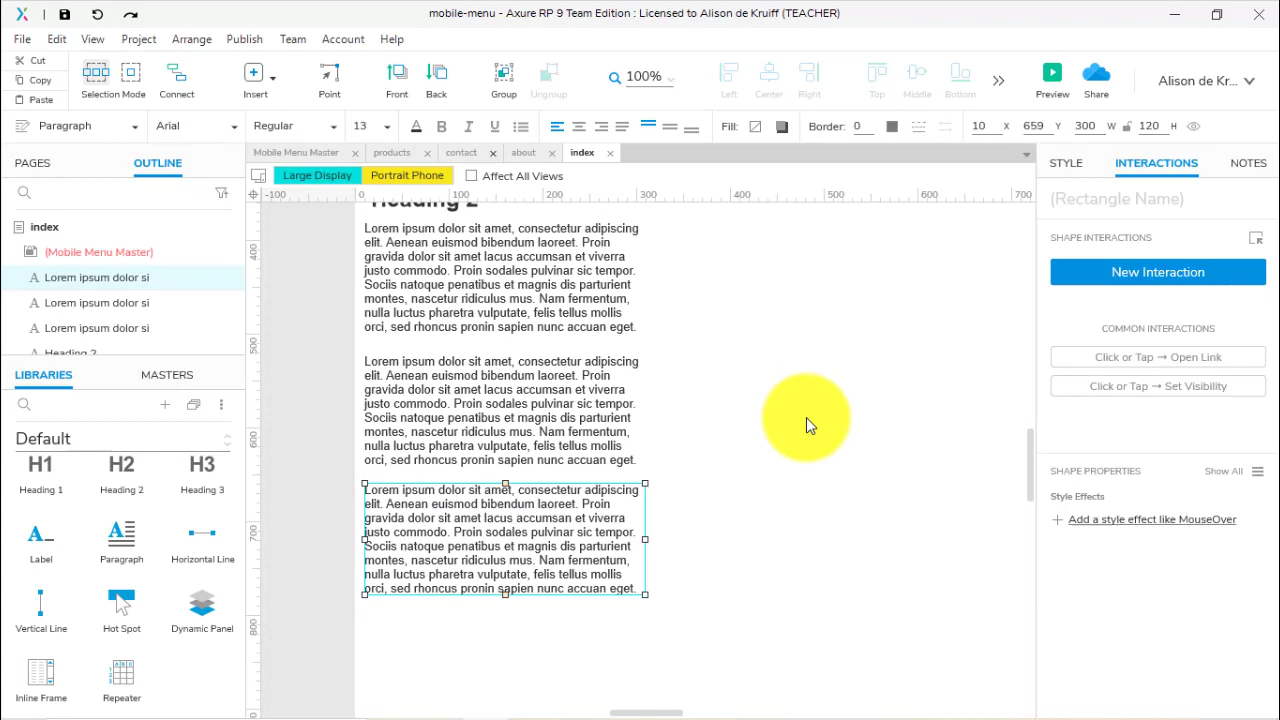 mobile-menu - Axure RP 9 Team Edition : Licensed to Alison de Kruiff (TEACHER)
File Edit View Project Arrange Publish Team Account Help
Cut
Copy
Paste
Selection Mode Connect Insert Point Front Back Group Ungroup 100% Left Center Right Top Middle Bottom Preview Share Alison de Kr...
Paragraph Arial Regular 13 A B I U Fill: Border: 0 10 X 659 Y 300 W 120 H
PAGES OUTLINE
index
(Mobile Menu Master)
Lorem ipsum dolor si
Lorem ipsum dolor si
Lorem ipsum dolor si
Heading 2
LIBRARIES MASTERS
Default
H1 H2 H3
Heading 1 Heading 2 Heading 3
Label Paragraph Horizontal Line
Vertical Line Hot Spot Dynamic Panel
Inline Frame Repeater
Mobile Menu Master products contact about index
Large Display Portrait Phone Affect All Views
-100 0 100 200 300 400 500 600 700
400
500
600
700
800
Heading 2
Lorem ipsum dolor sit amet, consectetur adipiscing
elit. Aenean euismod bibendum laoreet. Proin
gravida dolor sit amet lacus accumsan et viverra
justo commodo. Proin sodales pulvinar sic tempor.
Sociis natoque penatibus et magnis dis parturient
montes, nascetur ridiculus mus. Nam fermentum,
nulla luctus pharetra vulputate, felis tellus mollis
orci, sed rhoncus pronin sapien nunc accuan eget.
Lorem ipsum dolor sit amet, consectetur adipiscing
elit. Aenean euismod bibendum laoreet. Proin
gravida dolor sit amet lacus accumsan et viverra
justo commodo. Proin sodales pulvinar sic tempor.
Sociis natoque penatibus et magnis dis parturient
montes, nascetur ridiculus mus. Nam fermentum,
nulla luctus pharetra vulputate, felis tellus mollis
orci, sed rhoncus pronin sapien nunc accuan eget.
Lorem ipsum dolor sit amet, consectetur adipiscing
elit. Aenean euismod bibendum laoreet. Proin
gravida dolor sit amet lacus accumsan et viverra
justo commodo. Proin sodales pulvinar sic tempor.
Sociis natoque penatibus et magnis dis parturient
montes, nascetur ridiculus mus. Nam fermentum,
nulla luctus pharetra vulputate, felis tellus mollis
orci, sed rhoncus pronin sapien nunc accuan eget.
STYLE INTERACTIONS NOTES
(Rectangle Name)
SHAPE INTERACTIONS
New Interaction
COMMON INTERACTIONS
Click or Tap → Open Link
Click or Tap → Set Visibility
SHAPE PROPERTIES Show All
Style Effects
Add a style effect like MouseOver